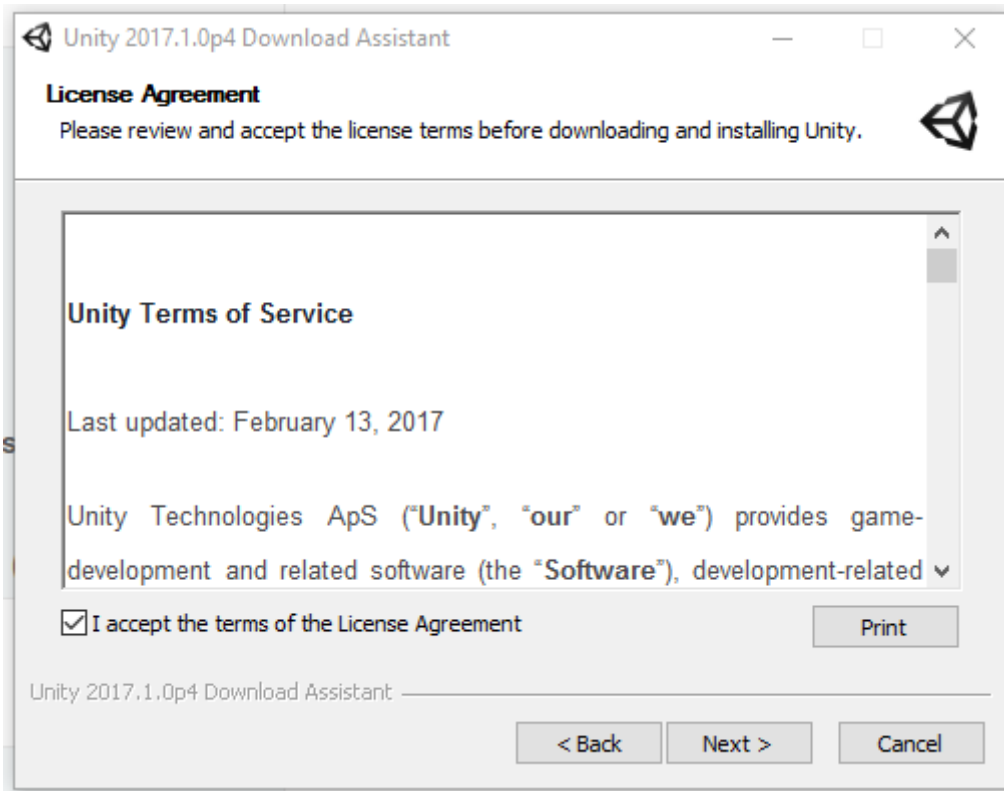 Unity 2017.1.0p4 Download Assistant
License Agreement
Please review and accept the license terms before downloading and installing Unity.
Unity Terms of Service
Last updated: February 13, 2017
s
Unity Technologies ApS (“Unity”, “our” or “we”) provides game-
development and related software (the “Software”), development-related
I accept the terms of the License Agreement
Print
Unity 2017.1.0p4 Download Assistant
< Back
Next >
Cancel